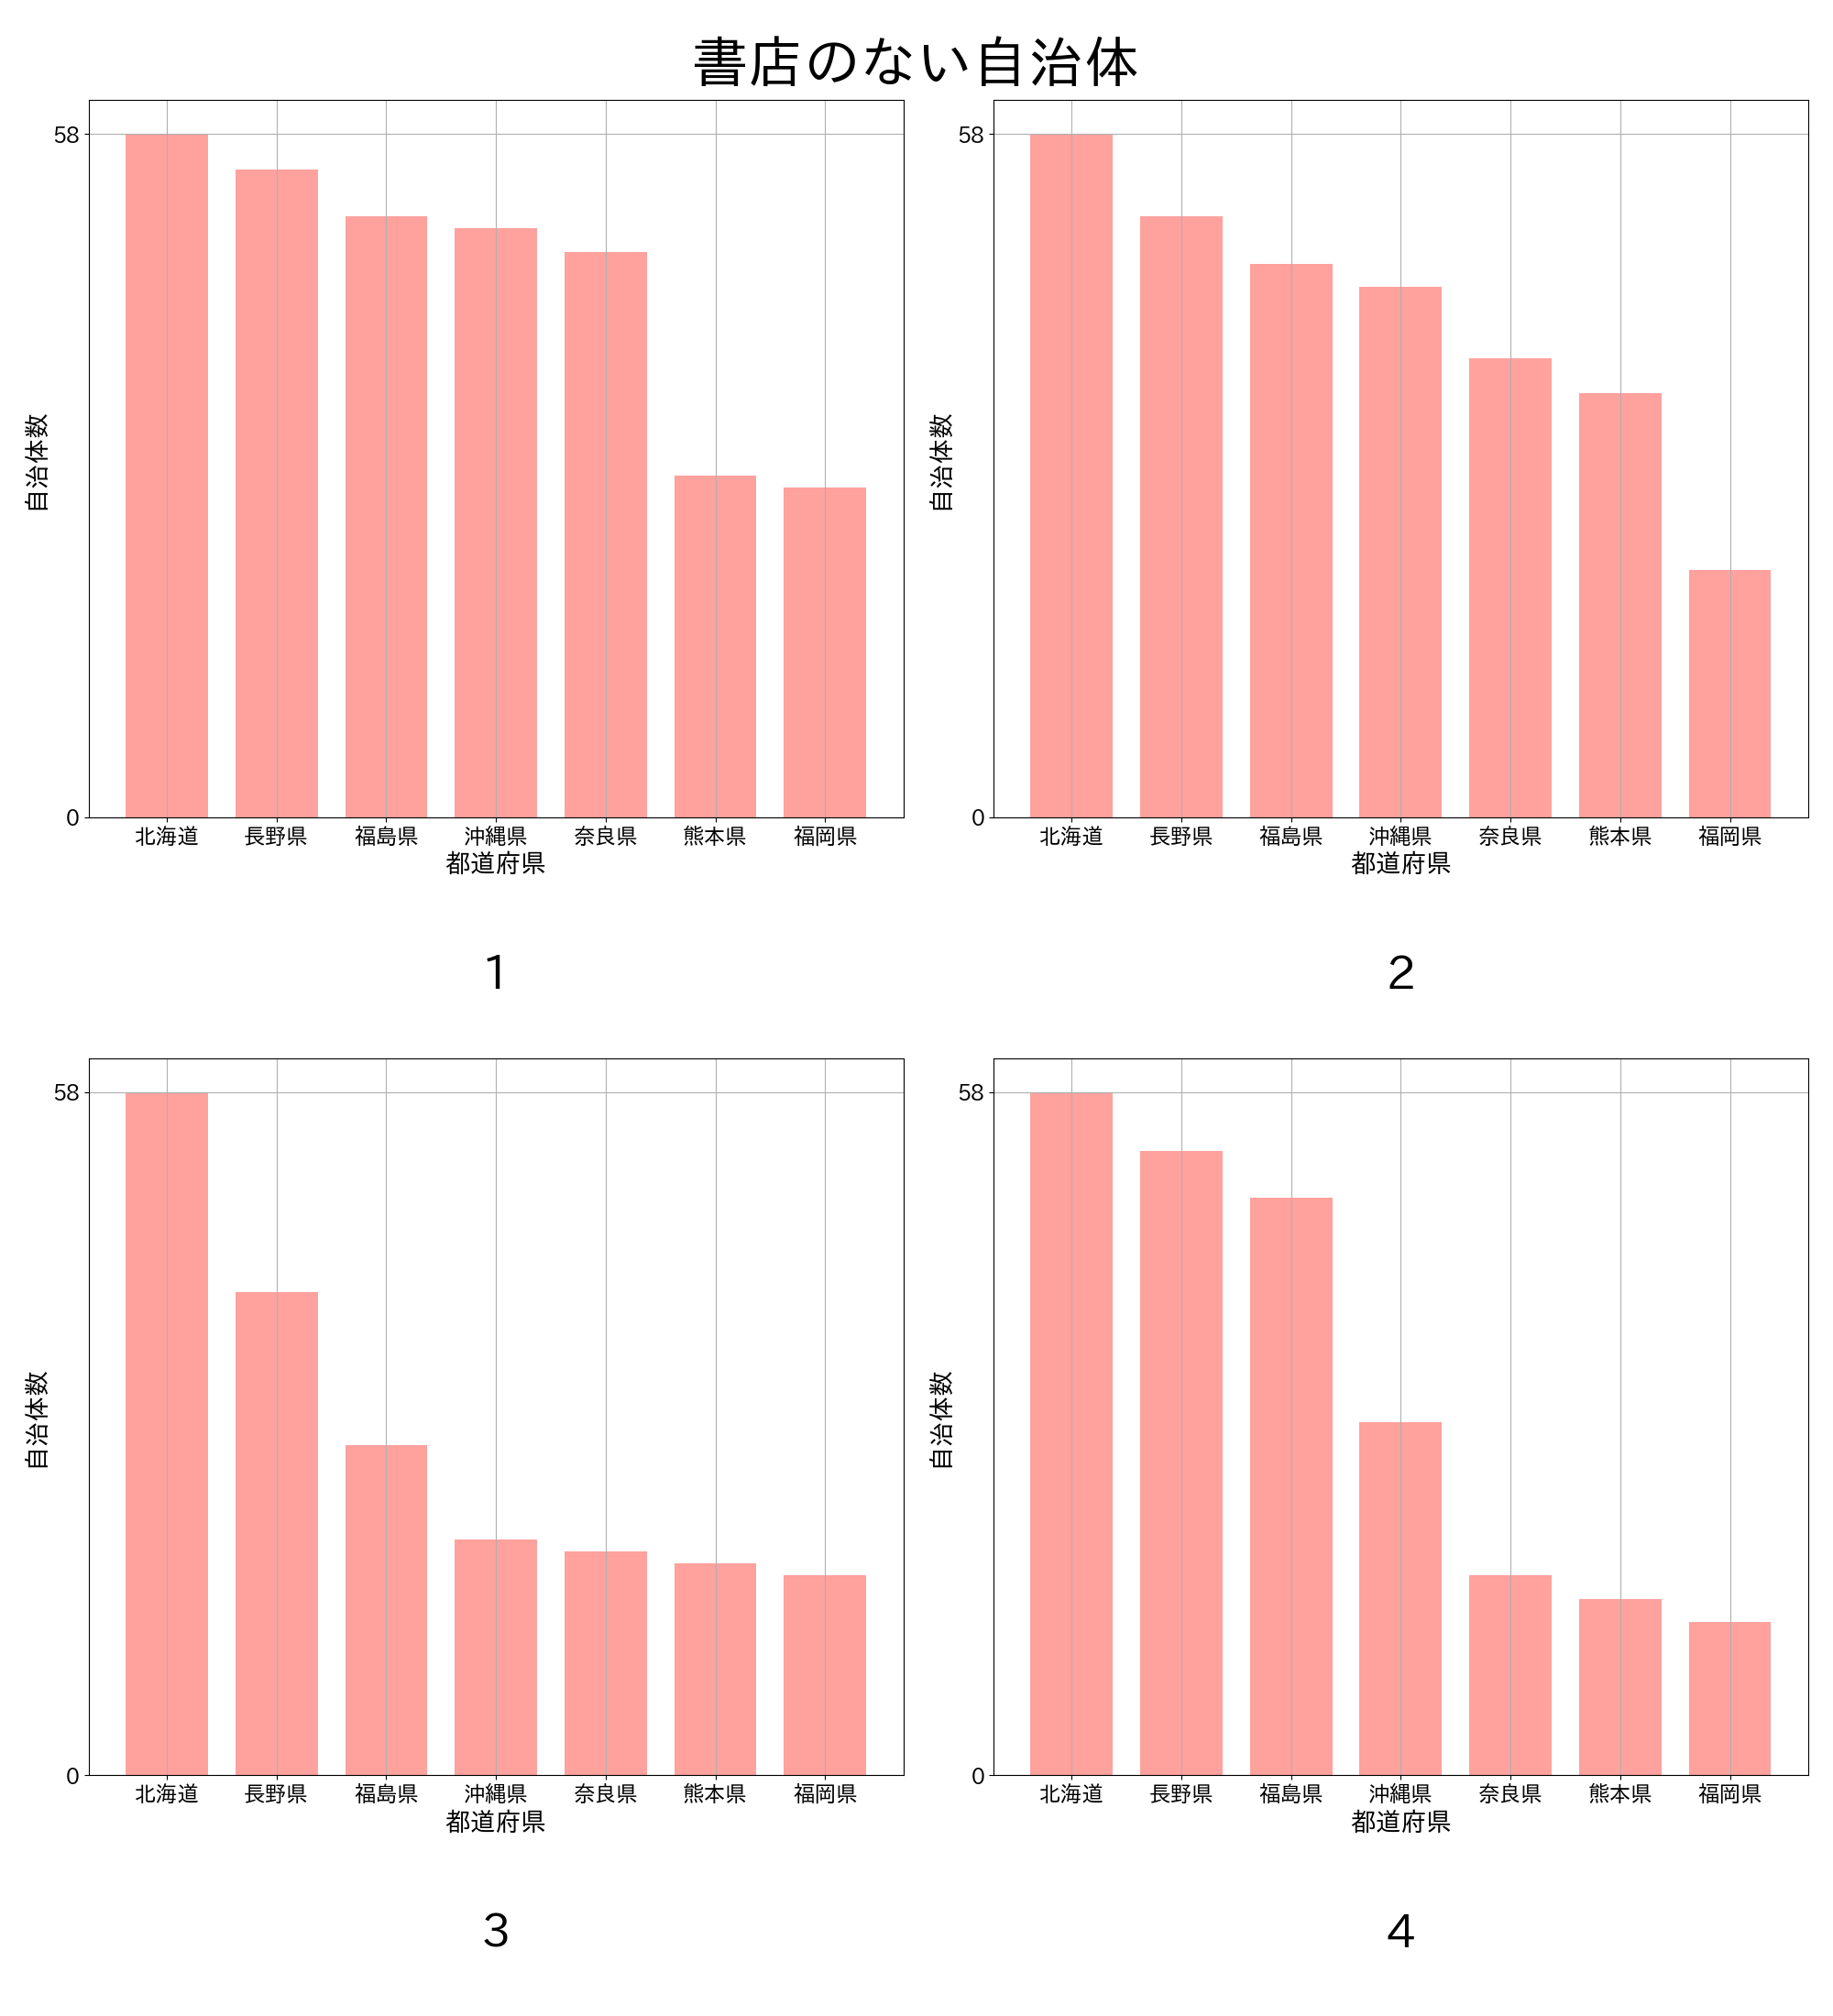 書店のない自治体
58
0
自治体数
北海道 長野県 福島県 沖縄県 奈良県 熊本県 福岡県
都道府県
1
58
0
自治体数
北海道 長野県 福島県 沖縄県 奈良県 熊本県 福岡県
都道府県
2
58
0
自治体数
北海道 長野県 福島県 沖縄県 奈良県 熊本県 福岡県
都道府県
3
58
0
自治体数
北海道 長野県 福島県 沖縄県 奈良県 熊本県 福岡県
都道府県
4